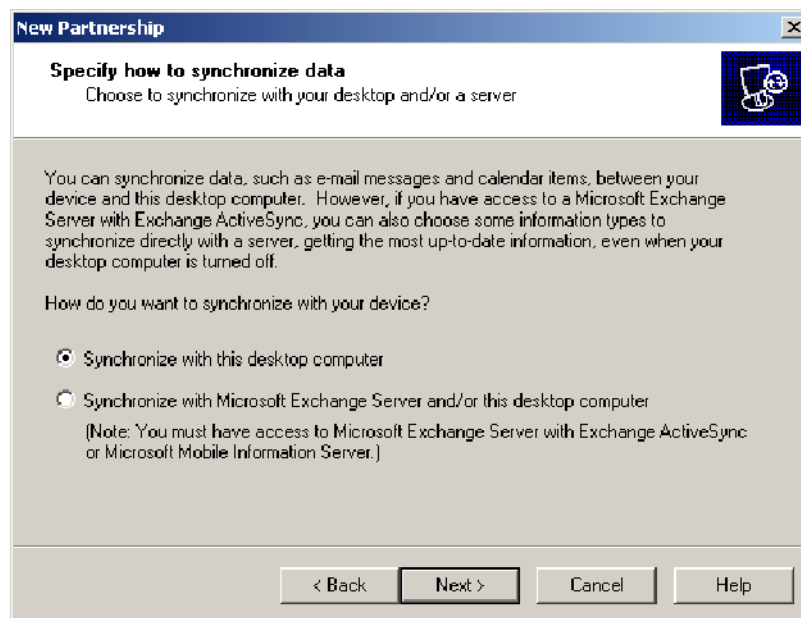 New Partnership
Specify how to synchronize data
Choose to synchronize with your desktop and/or a server
You can synchronize data, such as e-mail messages and calendar items, between your
device and this desktop computer. However, if you have access to a Microsoft Exchange
Server with Exchange ActiveSync, you can also choose some information types to
synchronize directly with a server, getting the most up-to-date information, even when your
desktop computer is turned off.
How do you want to synchronize with your device?
Synchronize with this desktop computer
Synchronize with Microsoft Exchange Server and/or this desktop computer
(Note: You must have access to Microsoft Exchange Server with Exchange ActiveSync
or Microsoft Mobile Information Server.)
< Back Next > Cancel Help